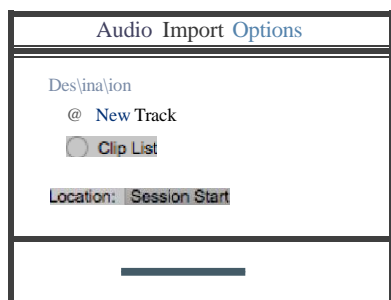 Audio Import Options
Des\ina\ion
@ New Track
Clip List
Location: Session Start